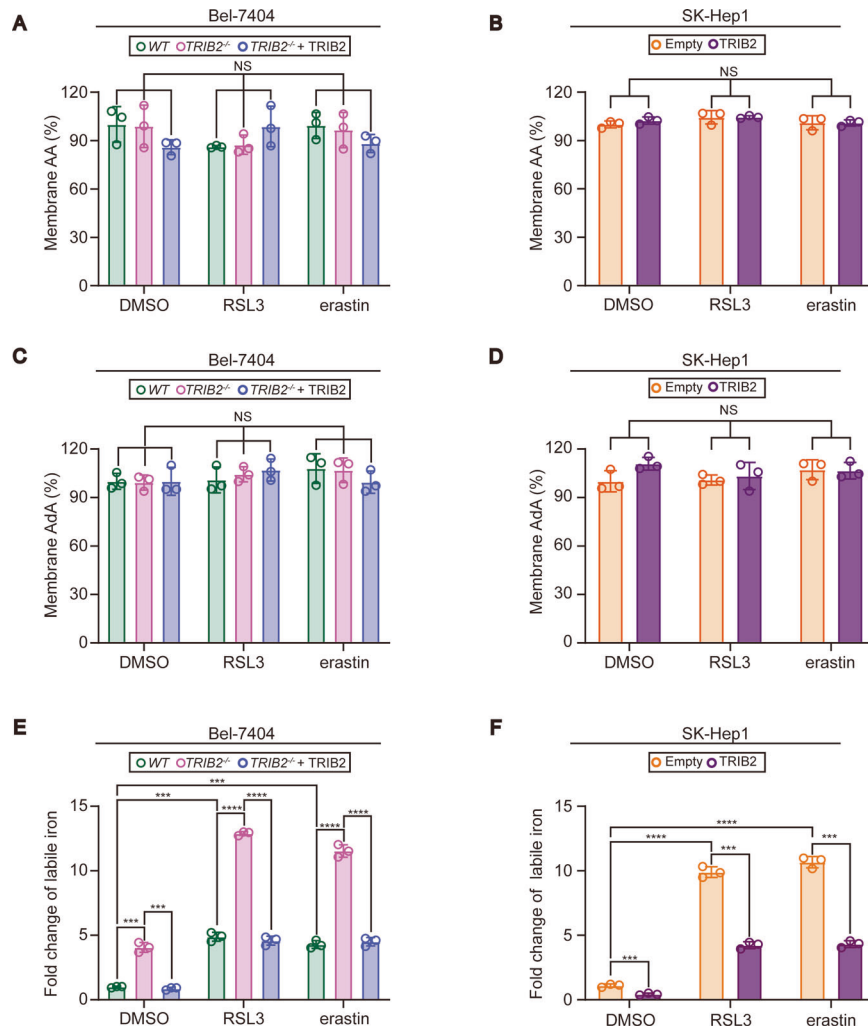 A
Bel-7404
WT TRIB2-/- TRIB2-/- + TRIB2
NS
Membrane AA (%)
120
90
60
30
0
DMSO RSL3 erastin
B
SK-Hep1
Empty TRIB2
NS
Membrane AA (%)
120
90
60
30
0
DMSO RSL3 erastin
C
Bel-7404
WT TRIB2-/- TRIB2-/- + TRIB2
NS
Membrane AdA (%)
120
90
60
30
0
DMSO RSL3 erastin
D
SK-Hep1
Empty TRIB2
NS
Membrane AdA (%)
120
90
60
30
0
DMSO RSL3 erastin
E
Bel-7404
WT TRIB2-/- TRIB2-/- + TRIB2
***
***
**** **** **** ****
*** ***
Fold change of labile iron
15
10
5
0
DMSO RSL3 erastin
F
SK-Hep1
Empty TRIB2
****
****
*** ***
***
Fold change of labile iron
15
10
5
0
DMSO RSL3 erastin